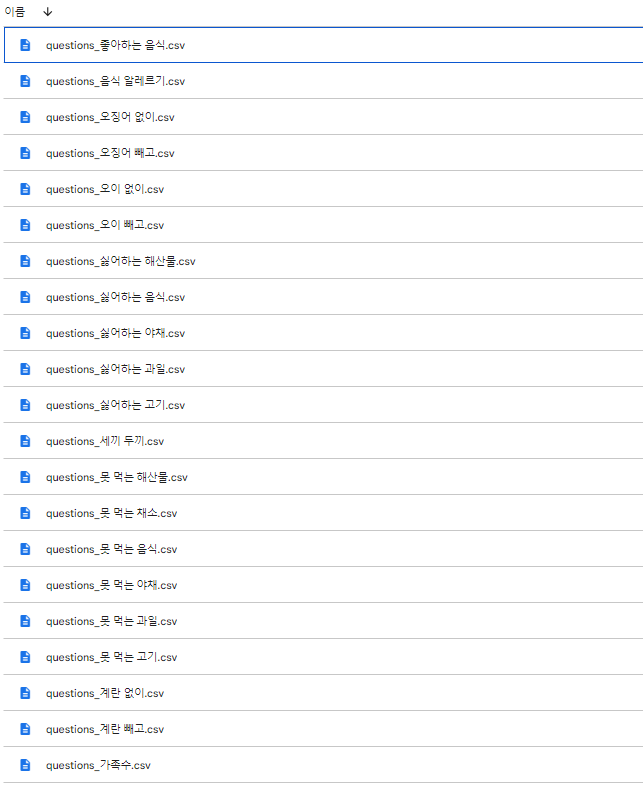 이름 ↓
questions_좋아하는 음식.csv
questions_음식 알레르기.csv
questions_오징어 없이.csv
questions_오징어 빼고.csv
questions_오이 없이.csv
questions_오이 빼고.csv
questions_싫어하는 해산물.csv
questions_싫어하는 음식.csv
questions_싫어하는 야채.csv
questions_싫어하는 과일.csv
questions_싫어하는 고기.csv
questions_세끼 두끼.csv
questions_못 먹는 해산물.csv
questions_못 먹는 채소.csv
questions_못 먹는 음식.csv
questions_못 먹는 야채.csv
questions_못 먹는 과일.csv
questions_못 먹는 고기.csv
questions_계란 없이.csv
questions_계란 빼고.csv
questions_가족수.csv